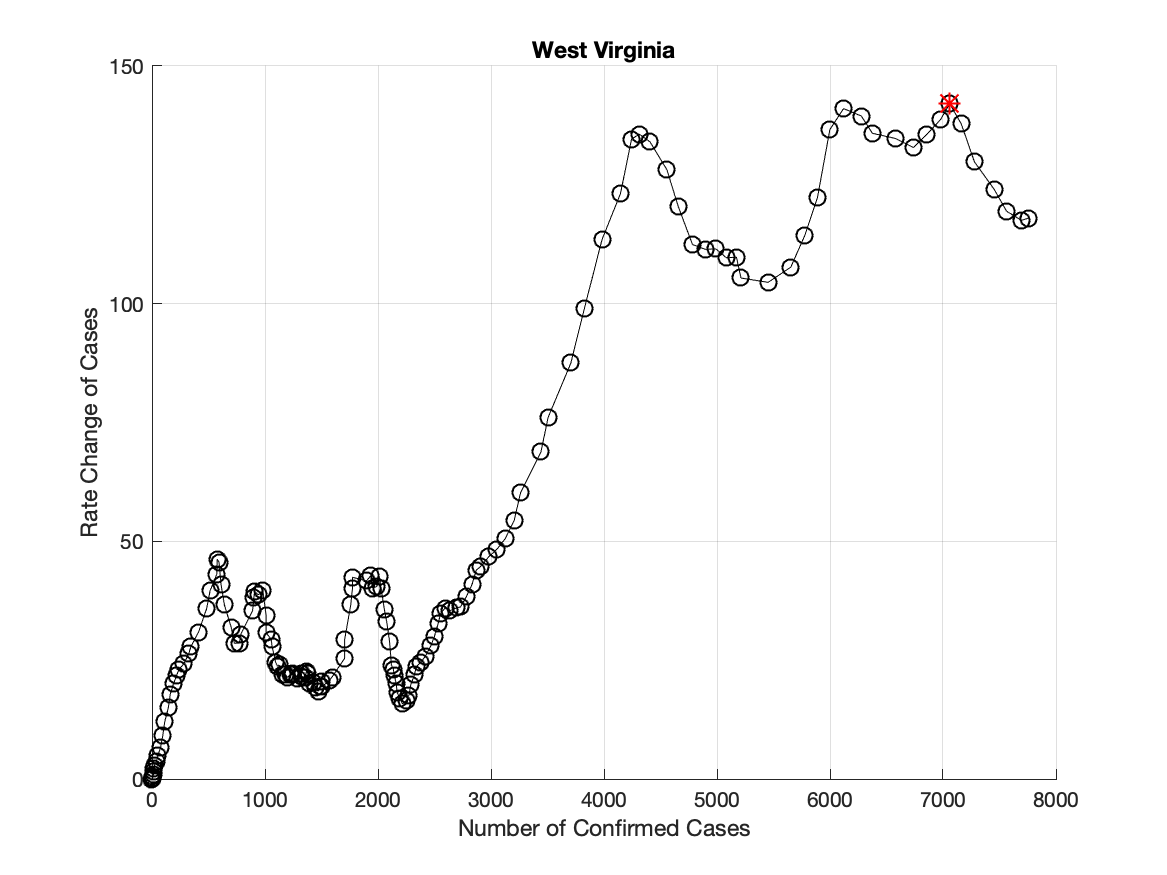 West Virginia
150
100
50
0
Rate Change of Cases
0 1000 2000 3000 4000 5000 6000 7000 8000
Number of Confirmed Cases